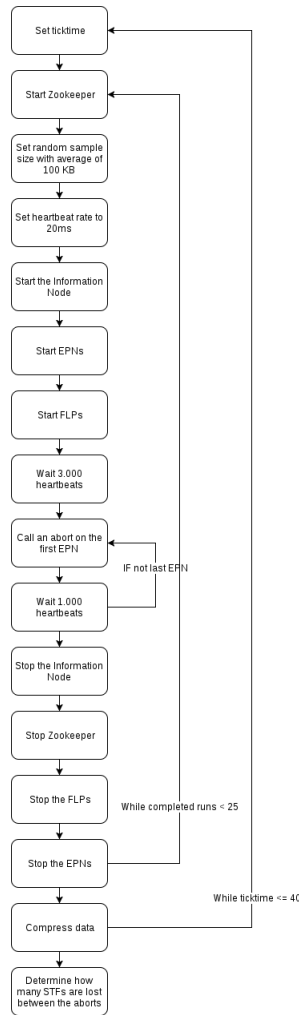 Set ticktime
Start Zookeeper
Set random sample
size with average of
100 KB
Set heartbeat rate to
20ms
Start the Information
Node
Start EPNs
Start FLPs
Wait 3.000
heartbeats
Call an abort on the
first EPN
IF not last EPN
Wait 1.000
heartbeats
Stop the Information
Node
Stop Zookeeper
Stop the FLPs
While completed runs < 25
Stop the EPNs
While ticktime <= 40
Compress data
Determine how
many STFs are lost
between the aborts